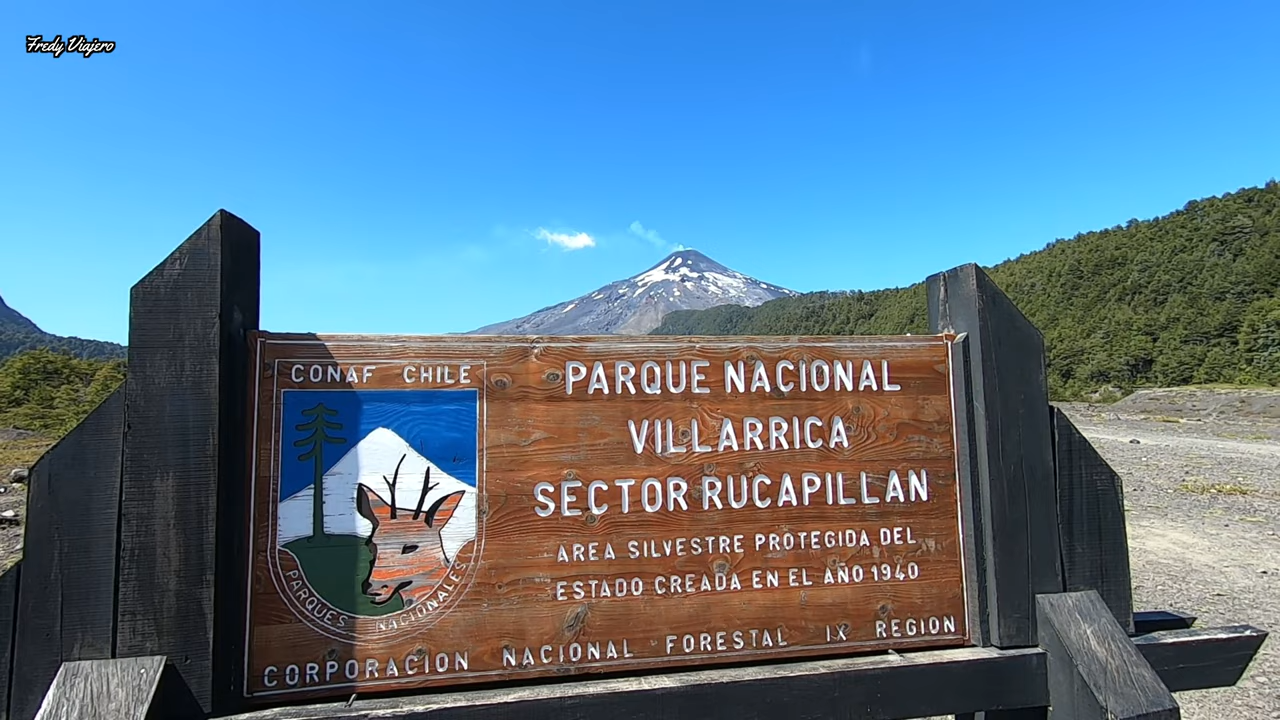 Fredy Viajero
CONAF CHILE
PARQUES NACIONALES
PARQUE NACIONAL
VILLARRICA
SECTOR RUCAPILLAN
AREA SILVESTRE PROTEGIDA DEL
ESTADO CREADA EN EL AÑO 1940
CORPORACION NACIONAL FORESTAL IX REGION